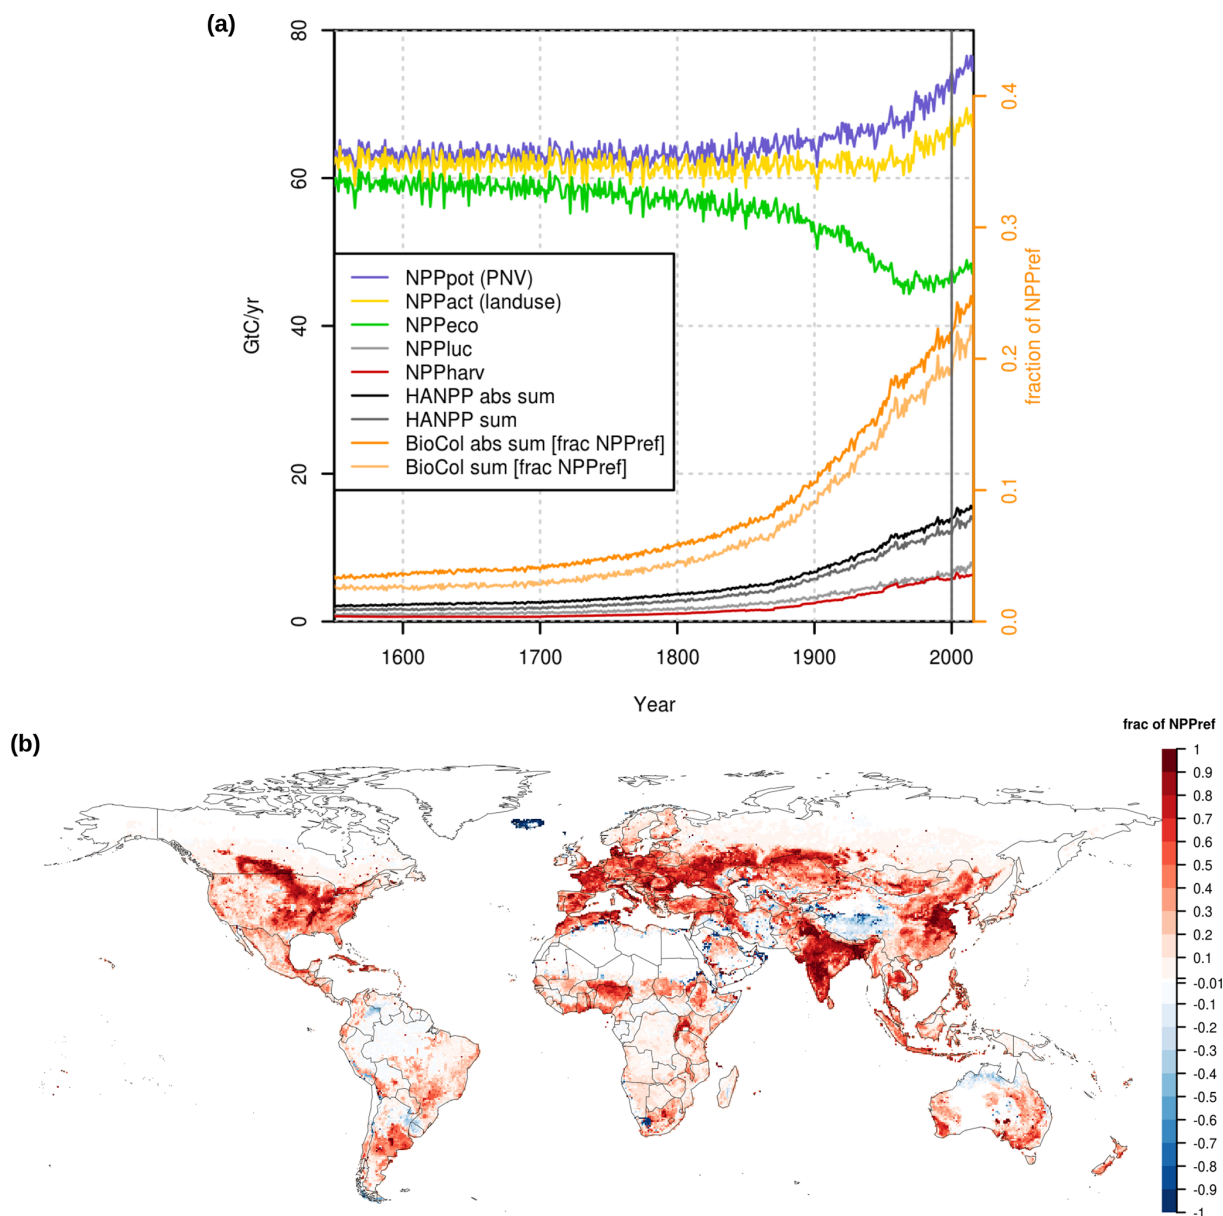 (a)
80
60
40
20
0
GtC/yr
NPPpot (PNV)
NPPact (landuse)
NPPeco
NPPluc
NPPharv
HANPP abs sum
HANPP sum
BioCol abs sum [frac NPPref]
BioCol sum [frac NPPref]
0.4
0.3
0.2
0.1
0.0
fraction of NPPref
1600
1700
1800
1900
2000
Year
(b)
frac of NPPref
1
0.9
0.8
0.7
0.6
0.5
0.4
0.3
0.2
0.1
-0.01
-0.1
-0.2
-0.3
-0.4
-0.5
-0.6
-0.7
-0.8
-0.9
-1